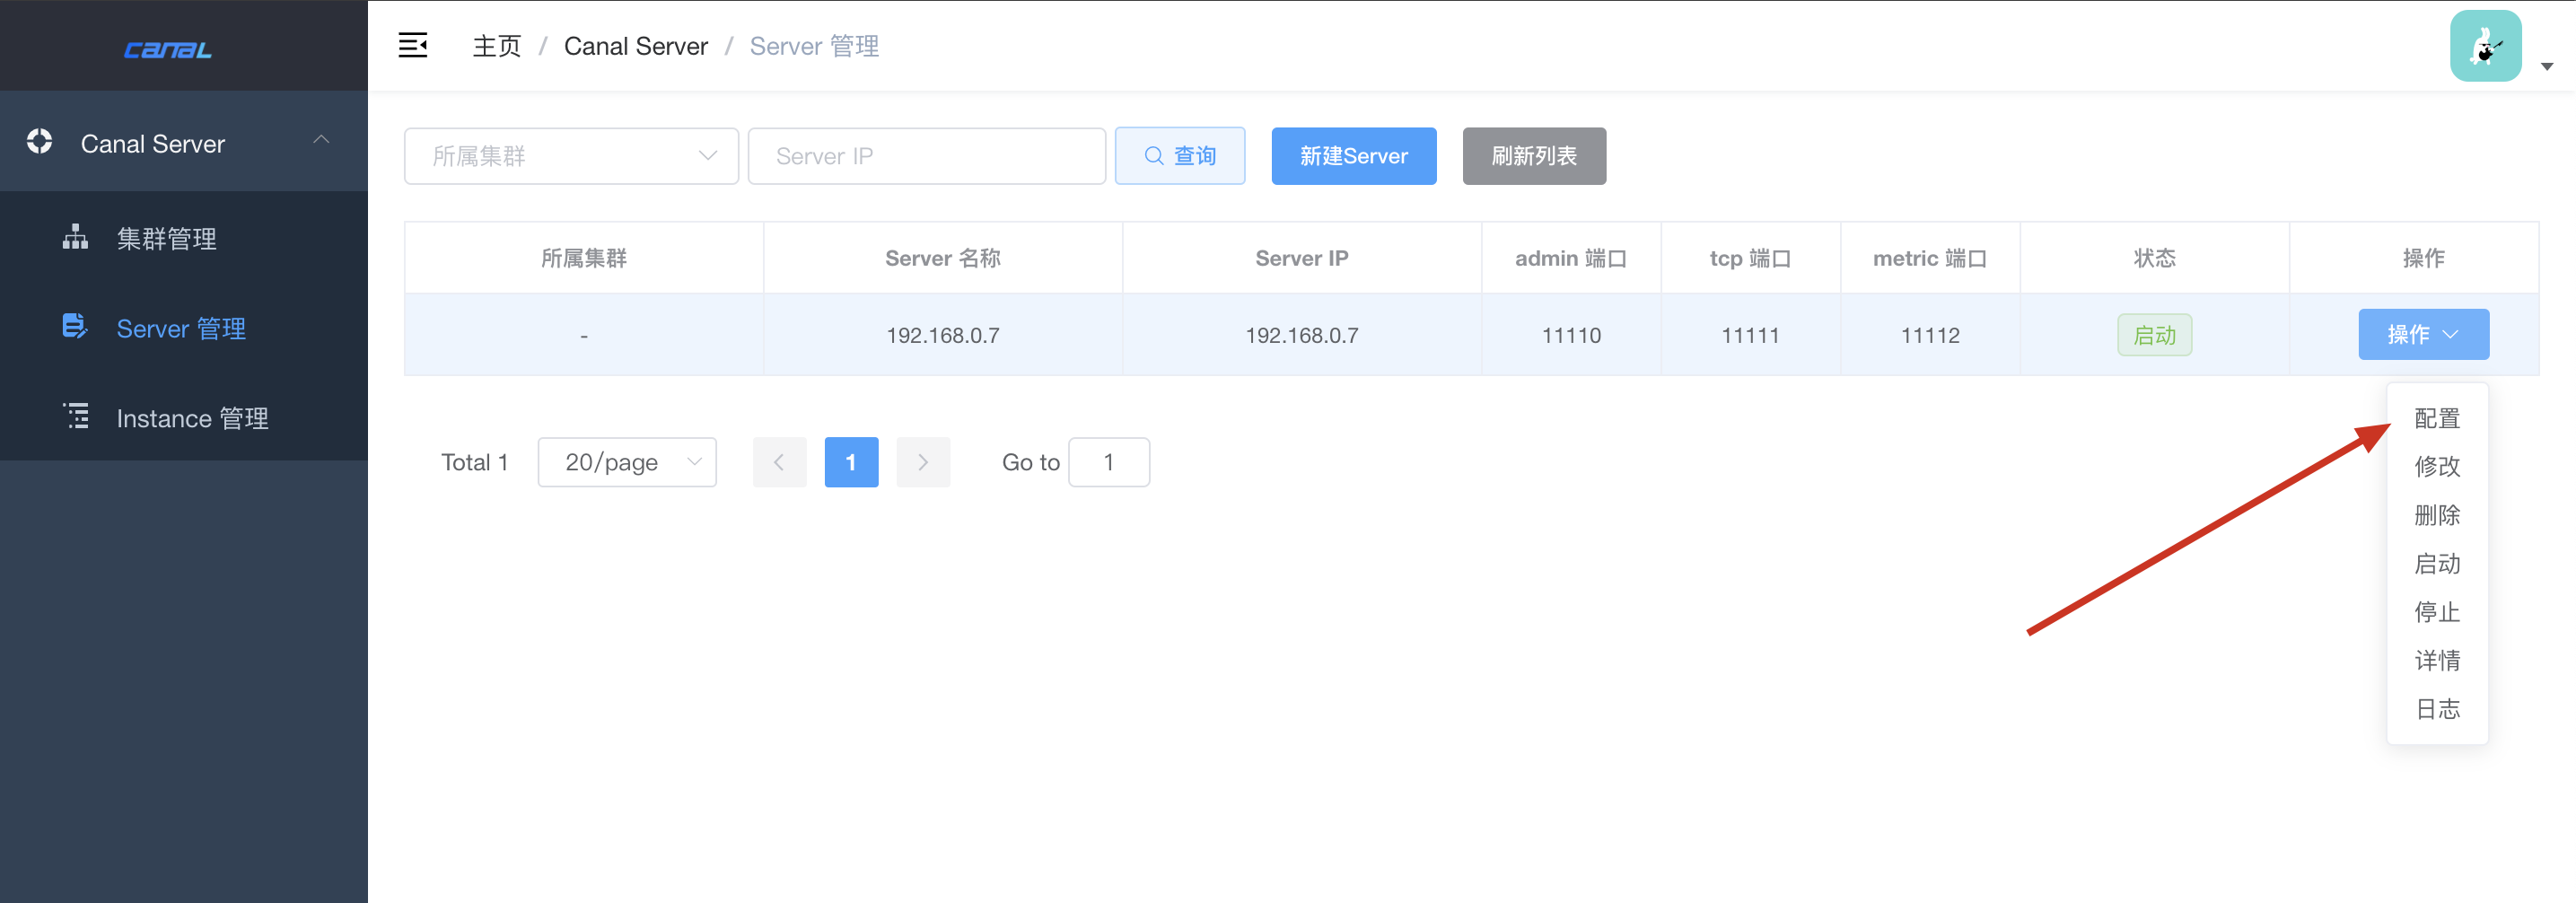 canal
主页 / Canal Server / Server 管理
Canal Server
集群管理
Server 管理
Instance 管理
所属集群 Server IP 查询 新建Server 刷新列表
所属集群 Server 名称 Server IP admin 端口 tcp 端口 metric 端口 状态 操作
- 192.168.0.7 192.168.0.7 11110 11111 11112 启动 操作
配置
修改
删除
启动
停止
详情
日志
Total 1 20/page 1 Go to 1